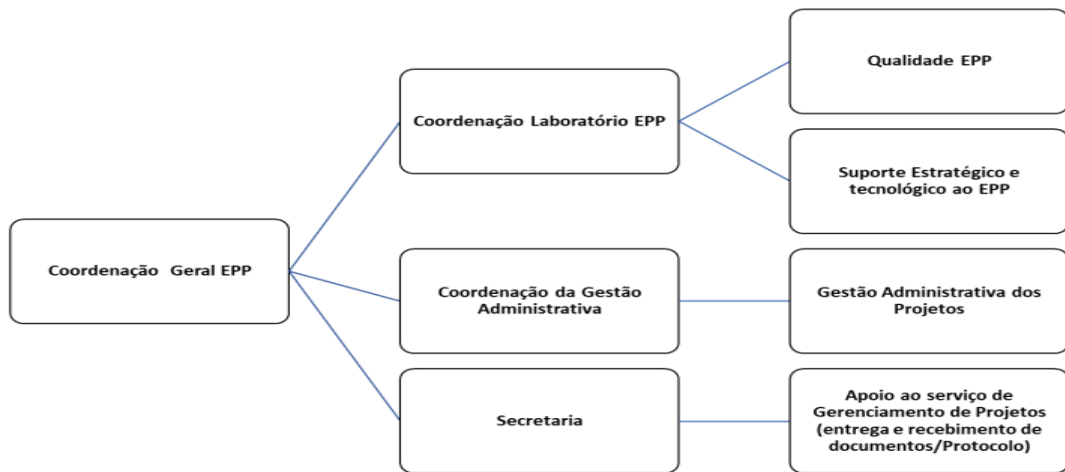 Qualidade EPP
Coordenação Laboratório EPP
Suporte Estratégico e
tecnológico ao EPP
Coordenação Geral EPP
Coordenação da Gestão
Administrativa
Gestão Administrativa dos
Projetos
Secretaria
Apoio ao serviço de
Gerenciamento de Projetos
(entrega e recebimento de
documentos/Protocolo)